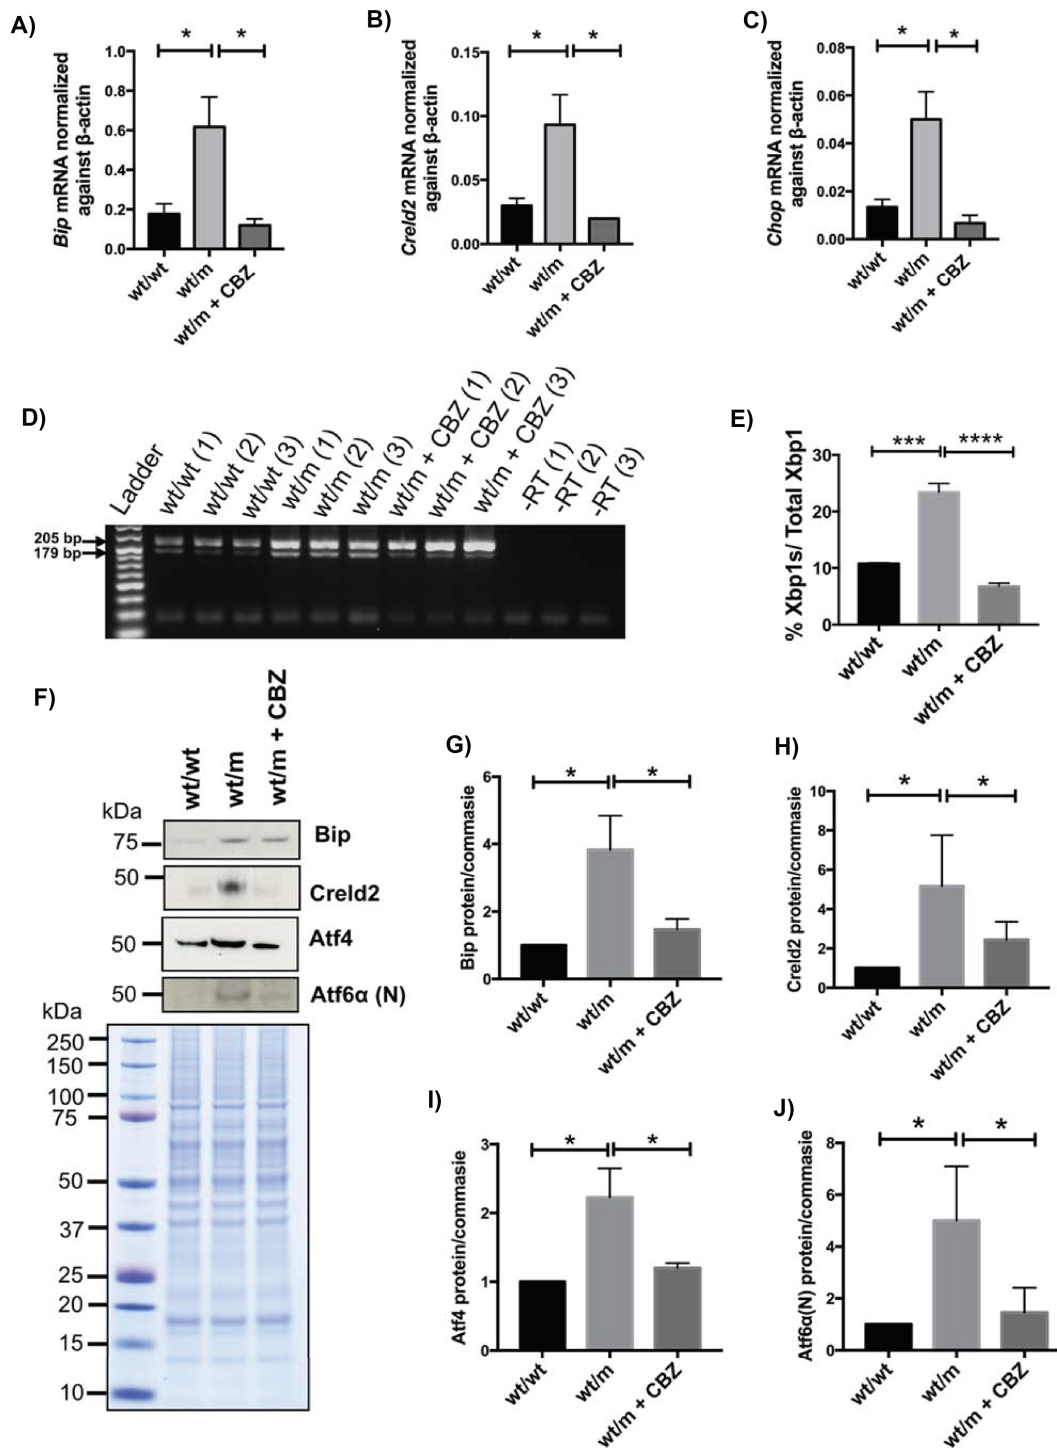 A)
*
*
1.0
0.8
0.6
0.4
0.2
0.0
Bip mRNA normalized
against β-actin
wt/wt
wt/m
wt/m + CBZ
B)
*
*
0.15
0.10
0.05
0.00
Creld2 mRNA normalized
against β-actin
wt/wt
wt/m
wt/m + CBZ
C)
*
*
0.08
0.06
0.04
0.02
0.00
Chop mRNA normalized
against β-actin
wt/wt
wt/m
wt/m + CBZ
D)
Ladder
wt/wt (1)
wt/wt (2)
wt/wt (3)
wt/m (1)
wt/m (2)
wt/m (3)
wt/m + CBZ (1)
wt/m + CBZ (2)
wt/m + CBZ (3)
-RT (1)
-RT (2)
-RT (3)
205 bp
179 bp
E)
***
****
30
20
10
0
% Xbp1s/ Total Xbp1
wt/wt
wt/m
wt/m + CBZ
F)
wt/wt
wt/m
wt/m + CBZ
kDa
75
Bip
50
Creld2
50
Atf4
50
Atf6α (N)
kDa
250
150
100
75
50
37
25
20
15
10
G)
*
*
6
4
2
0
Bip protein/commasie
wt/wt
wt/m
wt/m + CBZ
H)
*
*
10
8
6
4
2
0
Creld2 protein/commasie
wt/wt
wt/m
wt/m + CBZ
I)
*
*
3
2
1
0
Atf4 protein/commasie
wt/wt
wt/m
wt/m + CBZ
J)
*
*
8
6
4
2
0
Atf6α(N) protein/commasie
wt/wt
wt/m
wt/m + CBZ